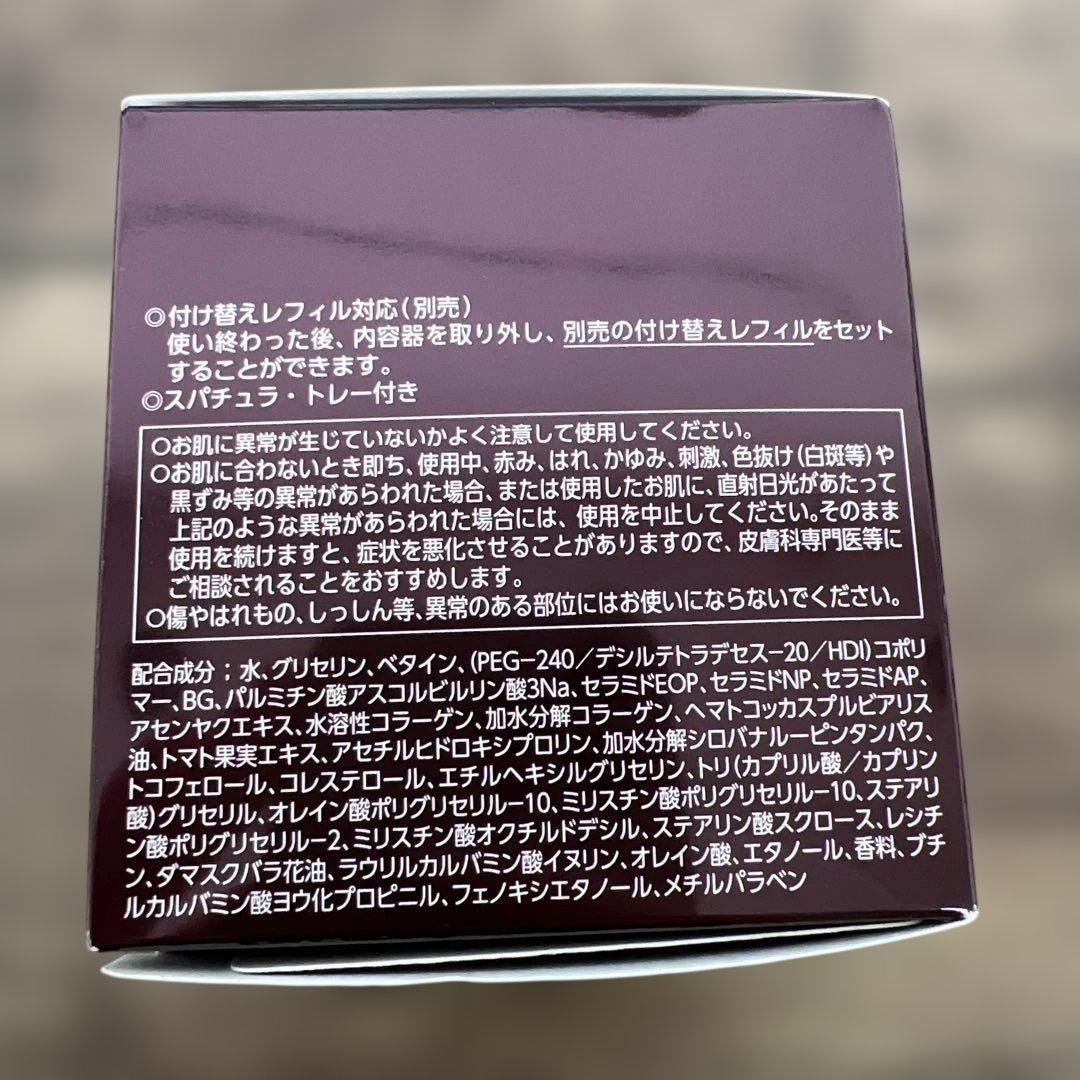 ◎付け替えレフィル対応(別売)
使い終わった後、内容器を取り外し、別売の付け替えレフィルをセット
することができます。
◎スパチュラ・トレー付き
○お肌に異常が生じていないかよく注意して使用してください。
○お肌に合わないとき即ち、使用中、赤み、はれ、かゆみ、刺激、色抜け(白斑等)や
黒ずみ等の異常があらわれた場合、または使用したお肌に、直射日光があたって
上記のような異常があらわれた場合には、使用を中止してください。そのまま
使用を続けますと、症状を悪化させることがありますので、皮膚科専門医等に
ご相談されることをおすすめします。
○傷やはれもの、しっしん等、異常のある部位にはお使いにならないでください。
配合成分;水、グリセリン、ベタイン、(PEG-240/デシルテトラデセス-20/HDI)コポリ
マー、BG、パルミチン酸アスコルビルリン酸3Na、セラミドEOP、セラミドNP、セラミドAP、
アセンヤクエキス、水溶性コラーゲン、加水分解コラーゲン、ヘマトコッカスプルビアリス
油、トマト果実エキス、アセチルヒドロキシプロリン、加水分解シロバナルーピンタンパク、
トコフェロール、コレステロール、エチルヘキシルグリセリン、トリ(カプリル酸/カプリン
酸)グリセリル、オレイン酸ポリグリセリル-10、ミリスチン酸ポリグリセリル-10、ステアリ
ン酸ポリグリセリル-2、ミリスチン酸オクチルドデシル、ステアリン酸スクロース、レシチ
ン、ダマスクバラ花油、ラウリルカルバミン酸イヌリン、オレイン酸、エタノール、香料、ブチ
ルカルバミン酸ヨウ化プロピニル、フェノキシエタノール、メチルパラベン